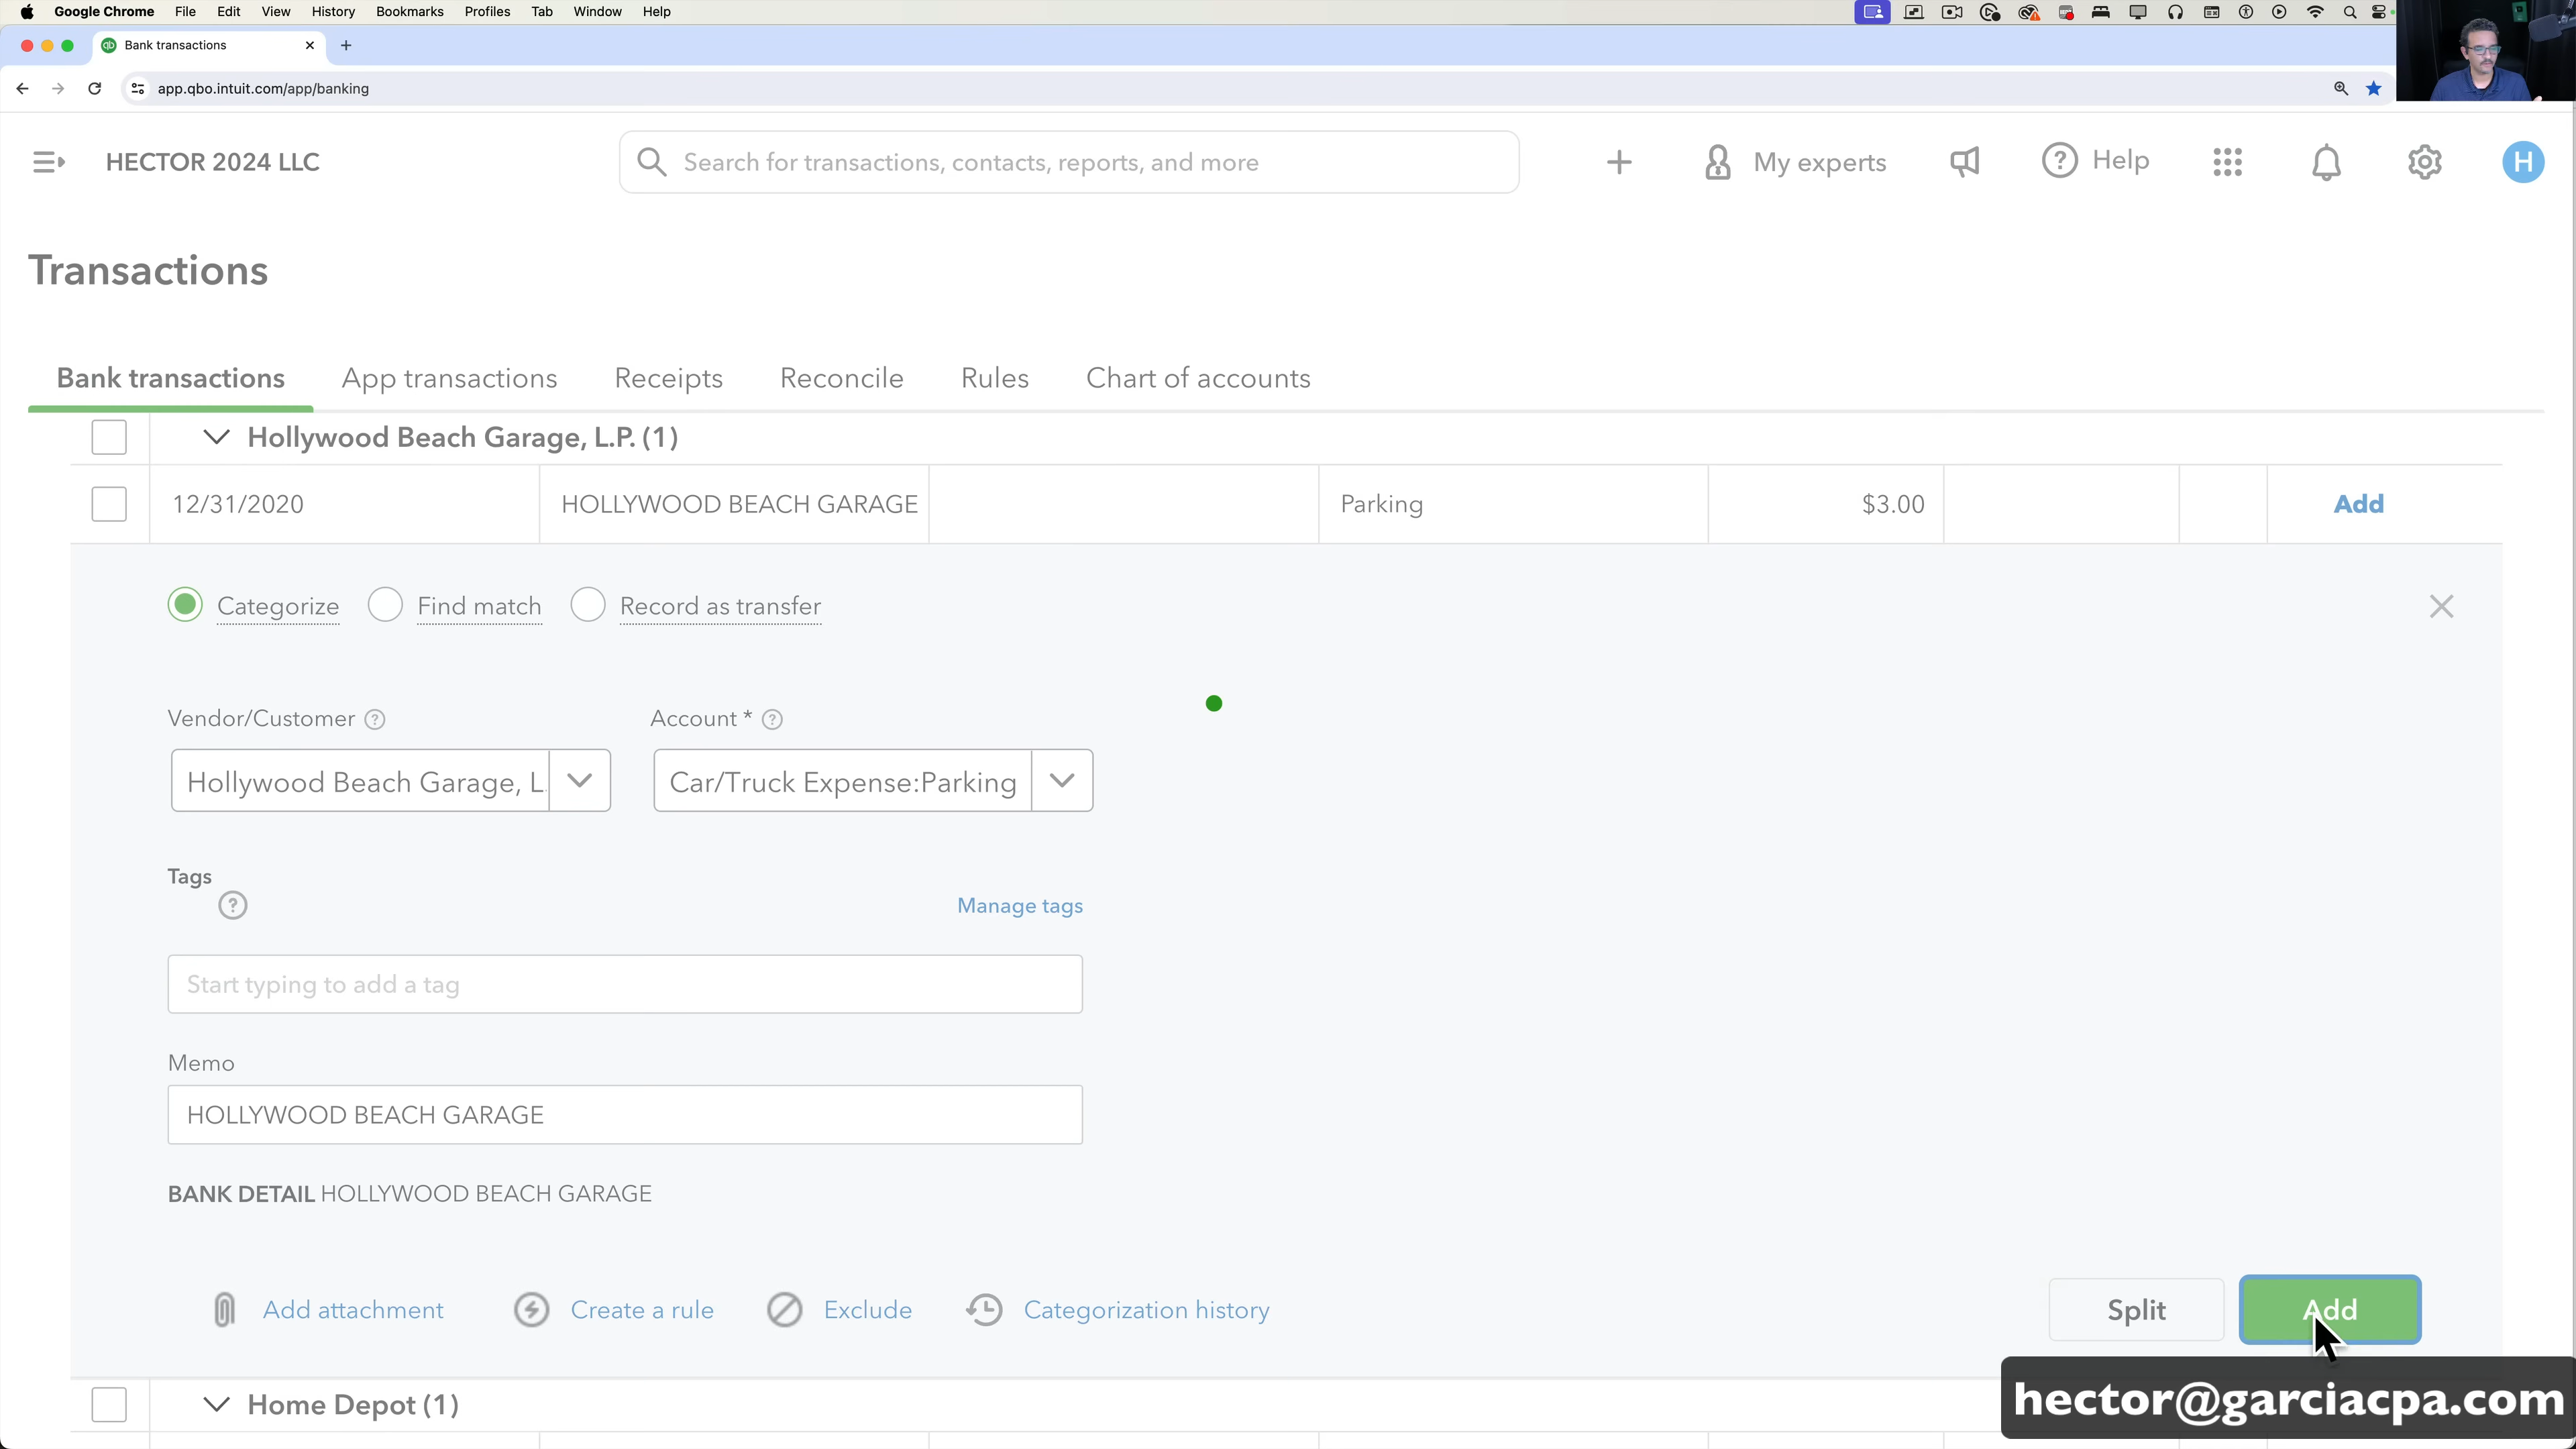 Google Chrome File Edit View History Bookmarks Profiles Tab Window Help
Bank transactions
app.qbo.intuit.com/app/banking
HECTOR 2024 LLC
Search for transactions, contacts, reports, and more
My experts
Help
H
Transactions
Bank transactions App transactions Receipts Reconcile Rules Chart of accounts
Hollywood Beach Garage, L.P. (1)
12/31/2020 HOLLYWOOD BEACH GARAGE Parking $3.00 Add
Categorize Find match Record as transfer
Vendor/Customer Account *
Hollywood Beach Garage, L. Car/Truck Expense:Parking
Tags
Manage tags
Start typing to add a tag
Memo
HOLLYWOOD BEACH GARAGE
BANK DETAIL HOLLYWOOD BEACH GARAGE
Add attachment Create a rule Exclude Categorization history Split Add
Home Depot (1)
hector@garciacpa.com